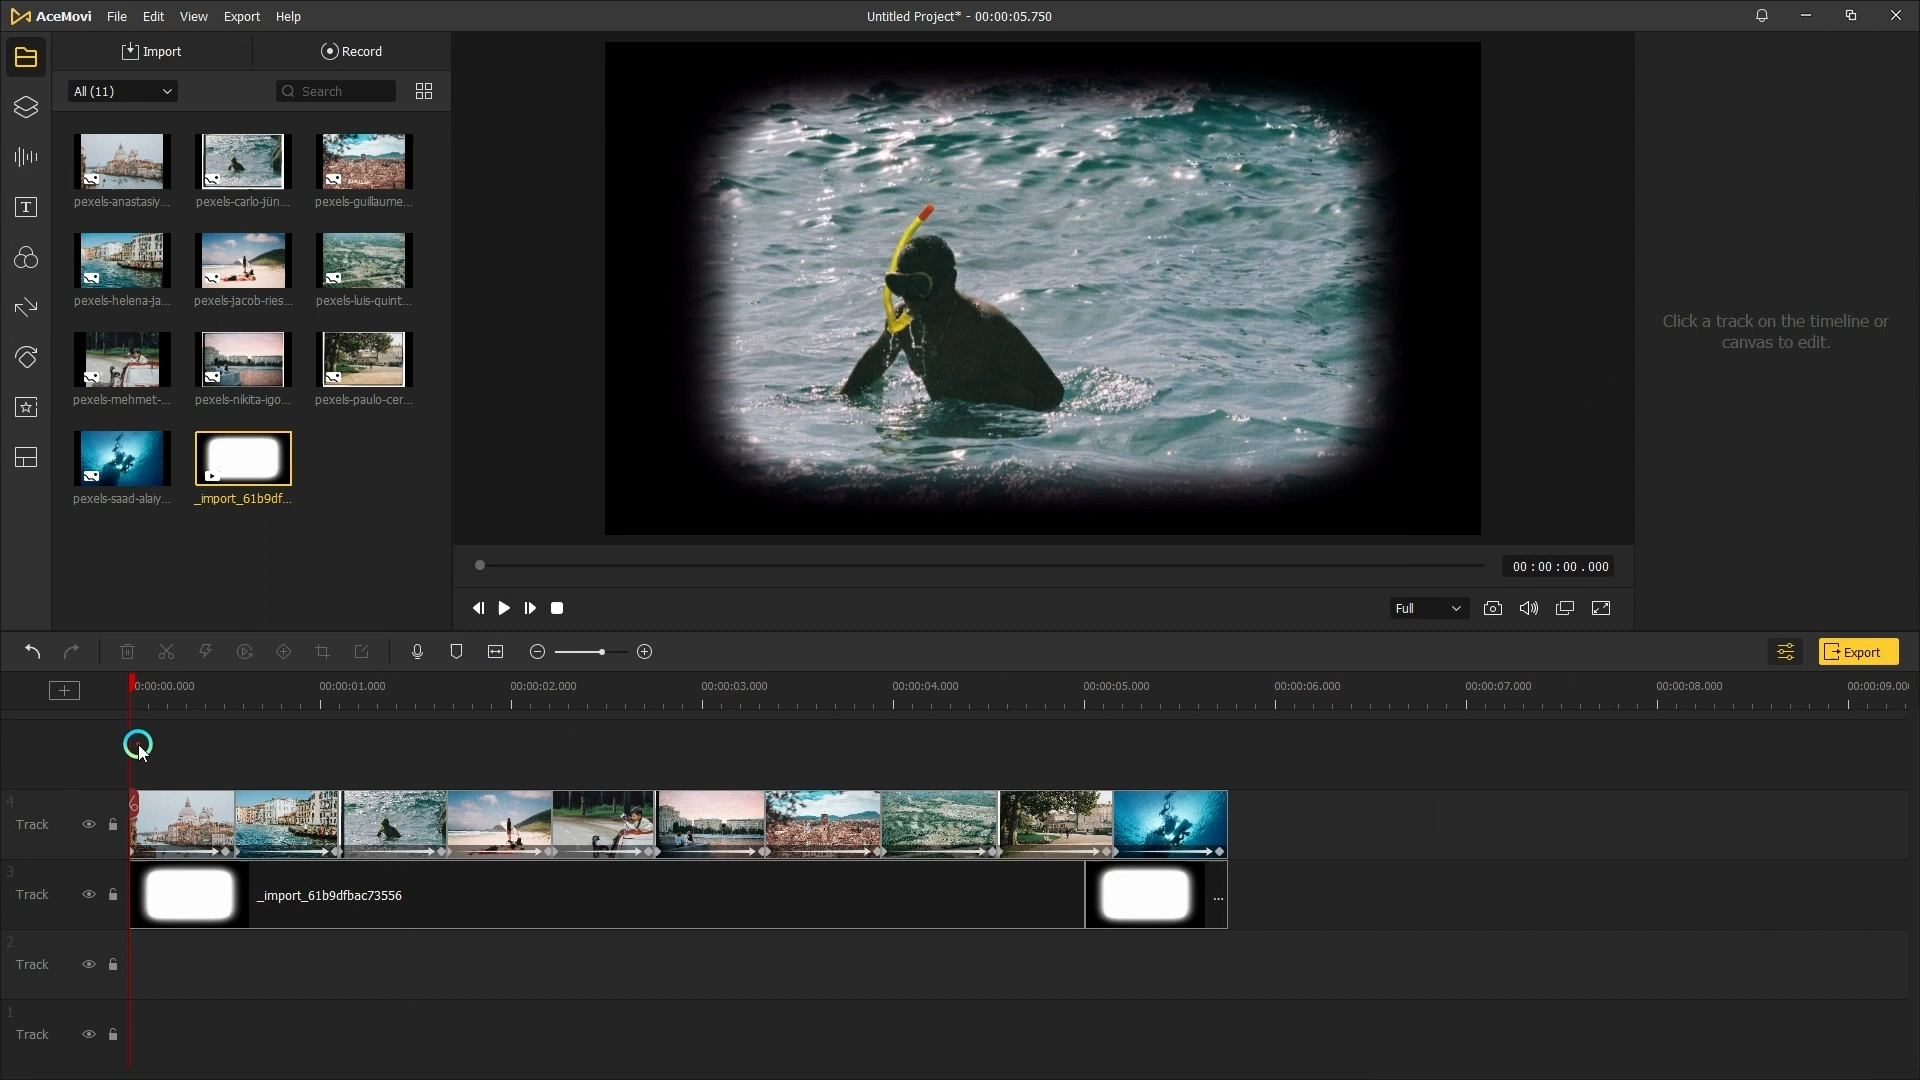 AceMovi File Edit View Export Help
Untitled Project* - 00:00:05.750
Import
Record
All (11)
Search
pexels-anastasiy...
pexels-carlo-jün...
pexels-guillaume...
pexels-helena-ja...
pexels-jacob-ries...
pexels-luis-quint...
pexels-mehmet-...
pexels-nikita-igo...
pexels-paulo-cer...
pexels-saad-alaiy...
_import_61b9df...
Click a track on the timeline or
canvas to edit.
00 : 00 : 00 . 000
Full
Export
0:00:00.000 00:00:01.000 00:00:02.000 00:00:03.000 00:00:04.000 00:00:05.000 00:00:06.000 00:00:07.000 00:00:08.000 00:00:09.00
4
Track
3
Track
_import_61b9dfbac73556
...
2
Track
1
Track